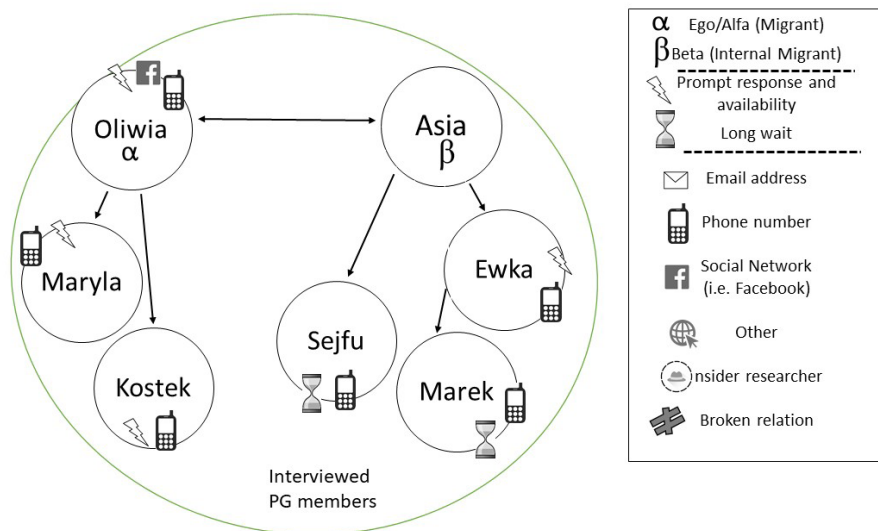 Oliwia
α
Asia
β
Maryla
Ewka
Sejfu
Kostek
Marek
Interviewed
PG members
α Ego/Alfa (Migrant)
β Beta (Internal Migrant)
Prompt response and
availability
Long wait
Email address
Phone number
Social Network
(i.e. Facebook)
Other
nsider researcher
Broken relation